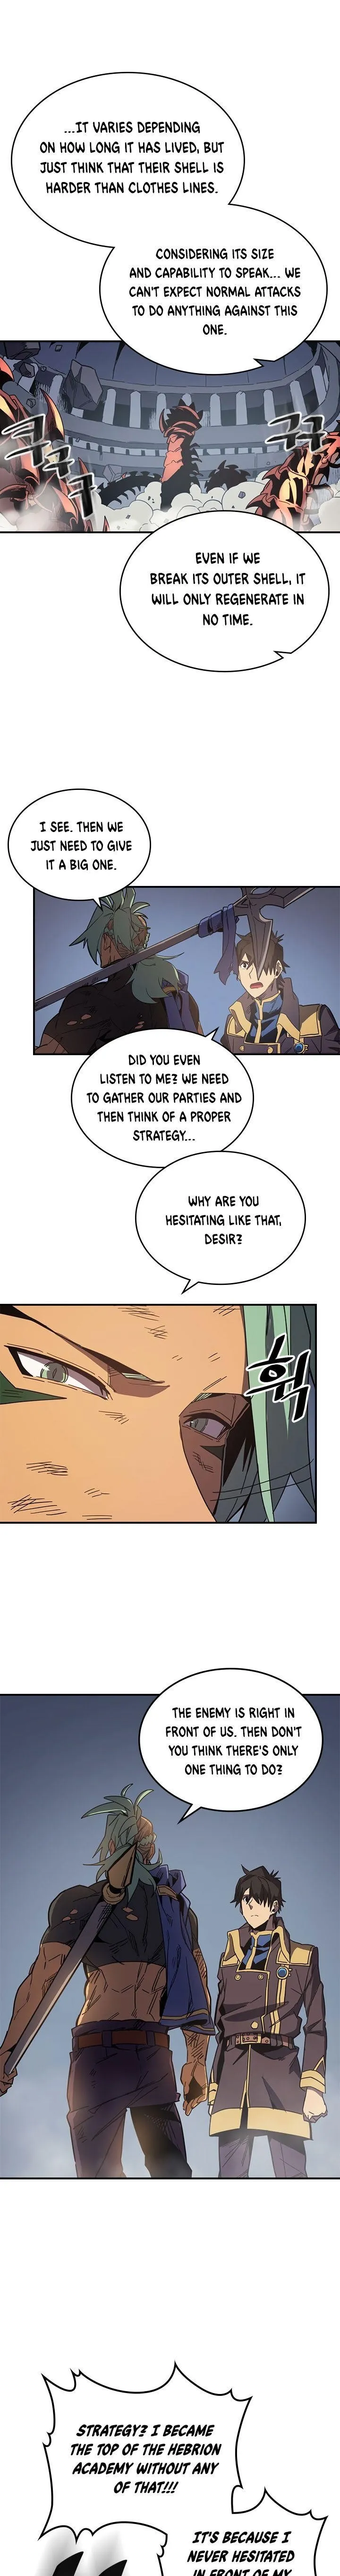 ...IT VARIES DEPENDING
ON HOW LONG IT HAS LIVED, BUT
JUST THINK THAT THEIR SHELL IS
HARDER THAN CLOTHES LINES.
CONSIDERING ITS SIZE
AND CAPABILITY TO SPEAK... WE
CAN'T EXPECT NORMAL ATTACKS
TO DO ANYTHING AGAINST THIS
ONE.
EVEN IF WE
BREAK ITS OUTER SHELL, IT
WILL ONLY REGENERATE IN
NO TIME.
I SEE. THEN WE
JUST NEED TO GIVE
IT A BIG ONE.
DID YOU EVEN
LISTEN TO ME? WE NEED
TO GATHER OUR PARTIES AND
THEN THINK OF A PROPER
STRATEGY...
WHY ARE YOU
HESITATING LIKE THAT,
DESIR?
휙
THE ENEMY IS RIGHT IN
FRONT OF US. THEN DON'T
YOU THINK THERE'S ONLY
ONE THING TO DO?
STRATEGY? I BECAME
THE TOP OF THE HEBRION
ACADEMY WITHOUT ANY
OF THAT!!!
IT'S BECAUSE I
NEVER HESITATED
IN FRONT OF MY